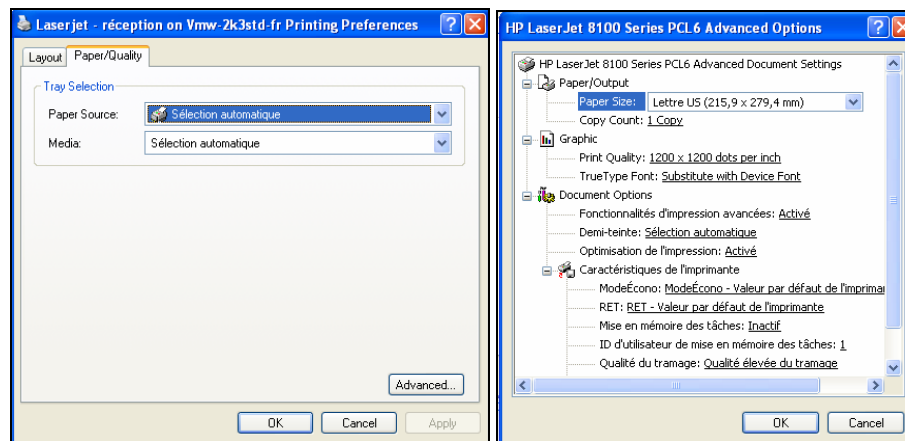 Laserjet - réception on Vmw-2k3std-fr Printing Preferences
Layout Paper/Quality
Tray Selection
Paper Source: Sélection automatique
Media: Sélection automatique
Advanced...
OK Cancel Apply
HP LaserJet 8100 Series PCL6 Advanced Options
HP LaserJet 8100 Series PCL6 Advanced Document Settings
Paper/Output
Paper Size: Lettre US (215,9 x 279,4 mm)
Copy Count: 1 Copy
Graphic
Print Quality: 1200 x 1200 dots per inch
TrueType Font: Substitute with Device Font
Document Options
Fonctionnalités d'impression avancées: Activé
Demi-teinte: Sélection automatique
Optimisation de l'impression: Activé
Caractéristiques de l'imprimante
ModeÉcono: ModeÉcono - Valeur par défaut de l'imprima
RET: RET - Valeur par défaut de l'imprimante
Mise en mémoire des tâches: Inactif
ID d'utilisateur de mise en mémoire des tâches: 1
Qualité du tramage: Qualité élevée du tramage
OK Cancel